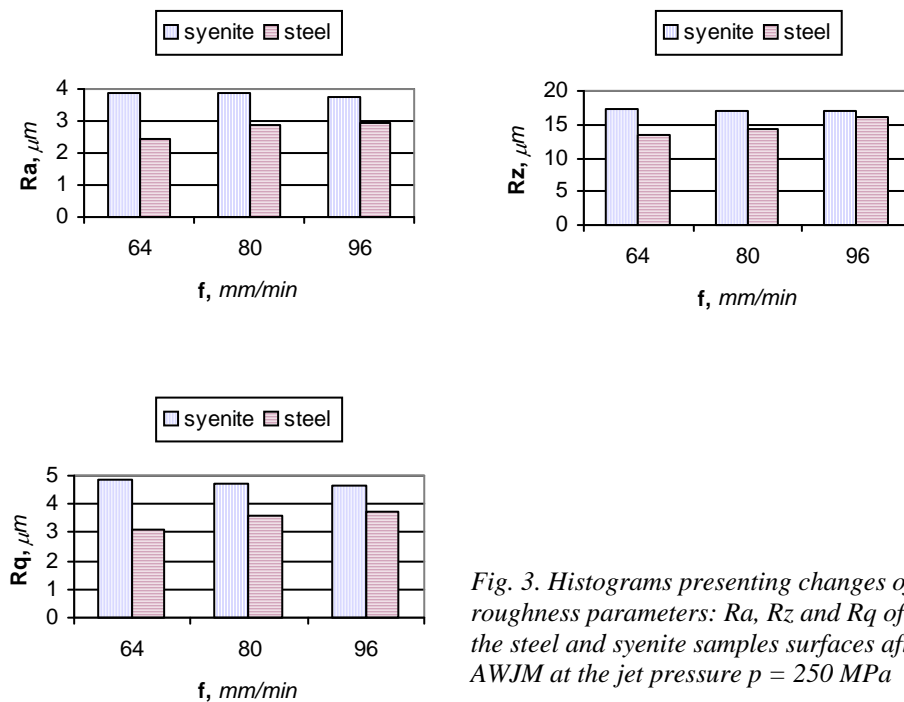 syenite steel
4
3
2
1
0
Ra, μm
64 80 96
f, mm/min
syenite steel
20
15
10
5
0
Rz, μm
64 80 96
f, mm/min
syenite steel
5
4
3
2
1
0
Rq, μm
64 80 96
f, mm/min
Fig. 3. Histograms presenting changes o
roughness parameters: Ra, Rz and Rq of
the steel and syenite samples surfaces af
AWJM at the jet pressure p = 250 MPa